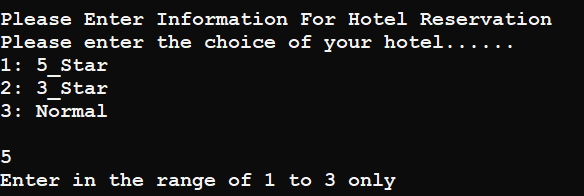 Please Enter Information For Hotel Reservation
Please enter the choice of your hotel......
1: 5_Star
2: 3_Star
3: Normal
5
Enter in the range of 1 to 3 only